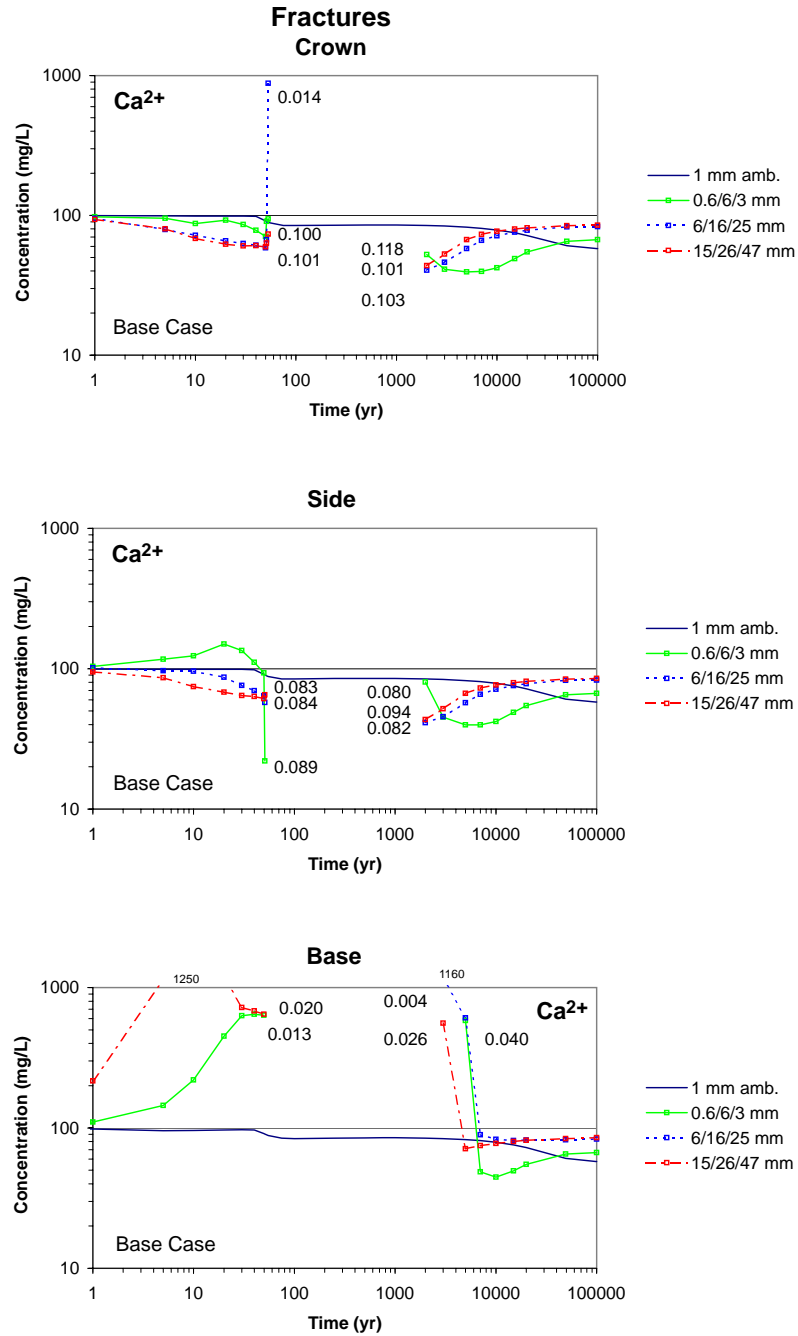 Fractures
Crown
1000
Ca2+
0.014
100
0.100
0.101
0.118
0.101
0.103
Base Case
10
1 10 100 1000 10000 100000
Time (yr)
Concentration (mg/L)
1 mm amb.
0.6/6/3 mm
6/16/25 mm
15/26/47 mm
Side
1000
Ca2+
100
0.083
0.084
0.089
0.080
0.094
0.082
Base Case
10
1 10 100 1000 10000 100000
Time (yr)
Concentration (mg/L)
1 mm amb.
0.6/6/3 mm
6/16/25 mm
15/26/47 mm
Base
1000
1250
1160
Ca2+
0.020
0.013
0.004
0.026
0.040
100
Base Case
10
1 10 100 1000 10000 100000
Time (yr)
Concentration (mg/L)
1 mm amb.
0.6/6/3 mm
6/16/25 mm
15/26/47 mm